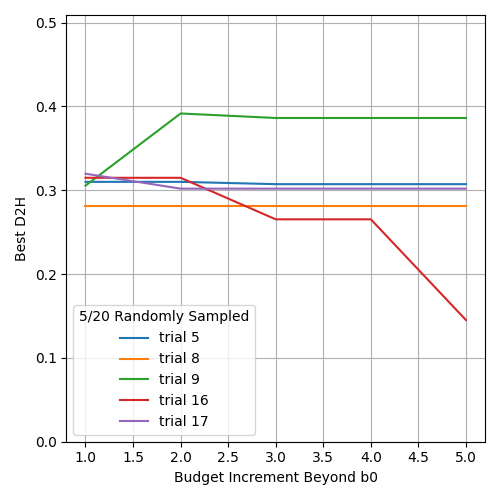 0.5
0.4
0.3
0.2
0.1
0.0
Best D2H
5/20 Randomly Sampled
trial 5
trial 8
trial 9
trial 16
trial 17
1.0 1.5 2.0 2.5 3.0 3.5 4.0 4.5 5.0
Budget Increment Beyond b0